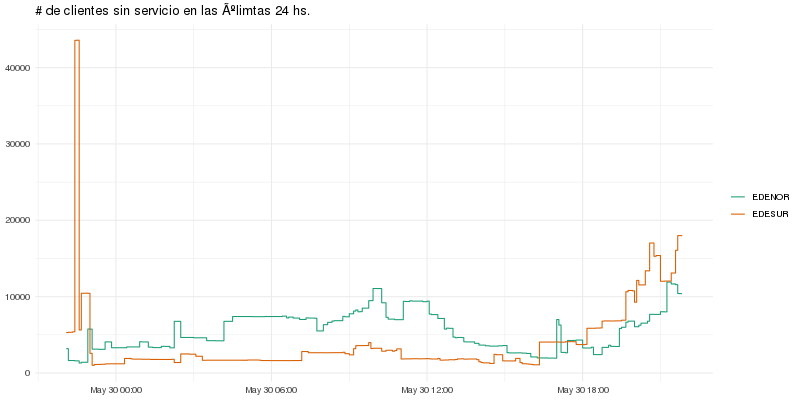 # de clientes sin servicio en las Ãºlimtas 24 hs.
40000
30000
20000
10000
0
May 30 00:00
May 30 06:00
May 30 12:00
May 30 18:00
EDENOR
EDESUR